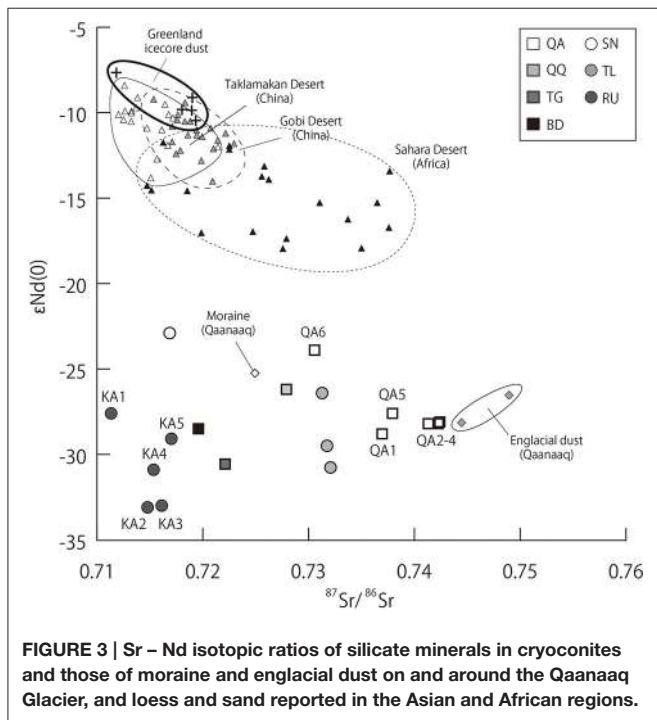 -5
-10
-15
-20
-25
-30
-35
εNd(0)
0.71
0.72
0.73
0.74
0.75
0.76
⁸⁷Sr/⁸⁶Sr
Greenland
icecore dust
Taklamakan Desert
(China)
Gobi Desert
(China)
Sahara Desert
(Africa)
QA
QQ
TG
BD
SN
TL
RU
Moraine
(Qaanaaq)
QA6
QA5
QA1
QA2-4
Englacial dust
(Qaanaaq)
KA1
KA5
KA4
KA2
KA3
FIGURE 3 | Sr – Nd isotopic ratios of silicate minerals in cryoconites
and those of moraine and englacial dust on and around the Qaanaaq
Glacier, and loess and sand reported in the Asian and African regions.